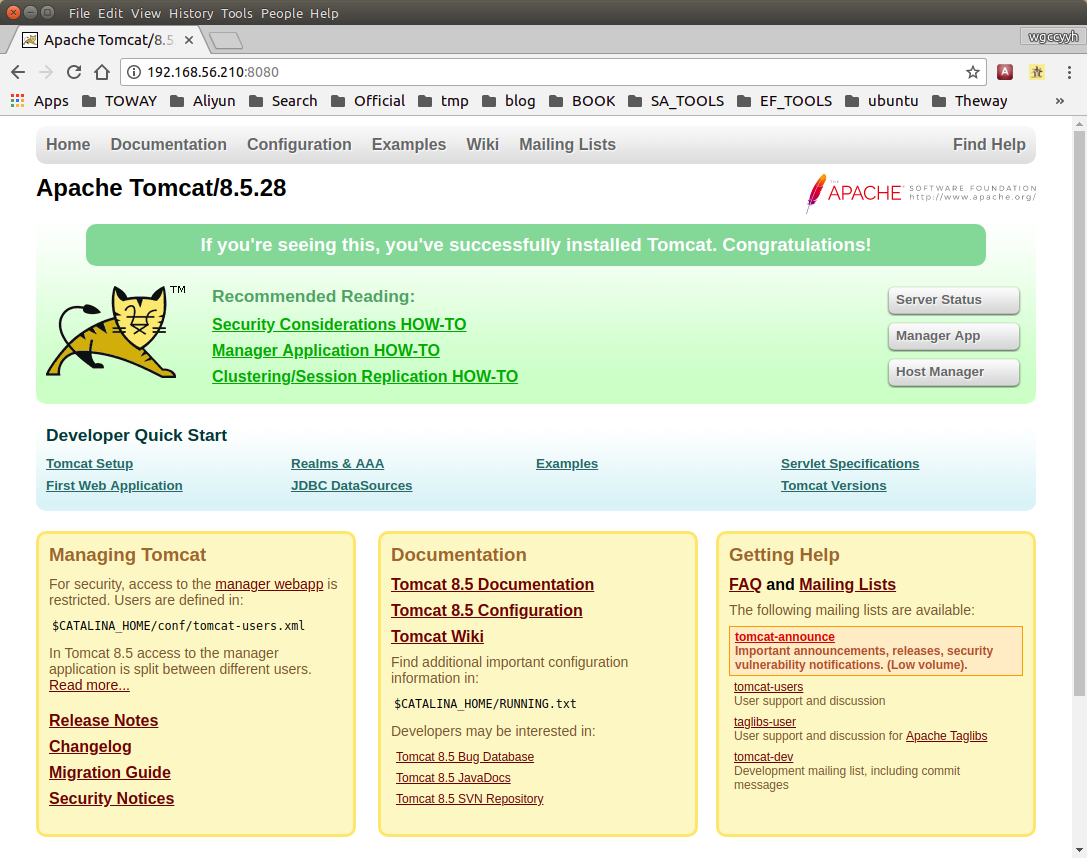 File Edit View History Tools People Help
Apache Tomcat/8.5
wgccyyh
192.168.56.210:8080
A
Apps TOWAY Aliyun Search Official tmp blog BOOK SA_TOOLS EF_TOOLS ubuntu Theway »
Home Documentation Configuration Examples Wiki Mailing Lists Find Help
Apache Tomcat/8.5.28
THE APACHE SOFTWARE FOUNDATION
http://www.apache.org/
If you're seeing this, you've successfully installed Tomcat. Congratulations!
TM
Recommended Reading:
Security Considerations HOW-TO
Manager Application HOW-TO
Clustering/Session Replication HOW-TO
Server Status
Manager App
Host Manager
Developer Quick Start
Tomcat Setup
First Web Application
Realms & AAA
JDBC DataSources
Examples
Servlet Specifications
Tomcat Versions
Managing Tomcat
For security, access to the manager webapp is
restricted. Users are defined in:
$CATALINA_HOME/conf/tomcat-users.xml
In Tomcat 8.5 access to the manager
application is split between different users.
Read more...
Release Notes
Changelog
Migration Guide
Security Notices
Documentation
Tomcat 8.5 Documentation
Tomcat 8.5 Configuration
Tomcat Wiki
Find additional important configuration
information in:
$CATALINA_HOME/RUNNING.txt
Developers may be interested in:
Tomcat 8.5 Bug Database
Tomcat 8.5 JavaDocs
Tomcat 8.5 SVN Repository
Getting Help
FAQ and Mailing Lists
The following mailing lists are available:
tomcat-announce
Important announcements, releases, security
vulnerability notifications. (Low volume).
tomcat-users
User support and discussion
taglibs-user
User support and discussion for Apache Taglibs
tomcat-dev
Development mailing list, including commit
messages